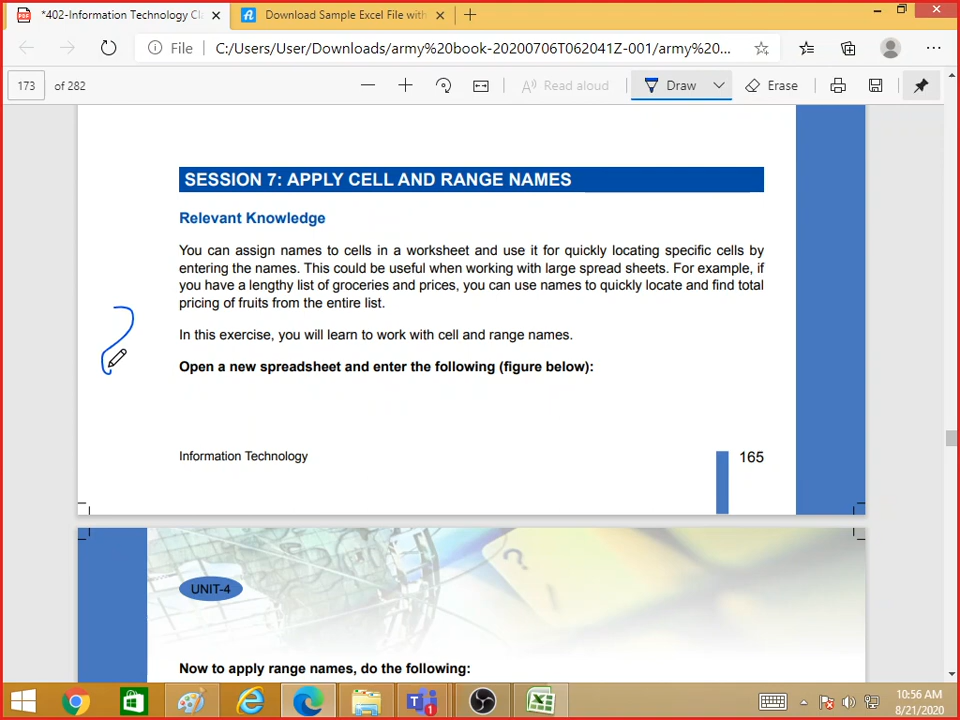 *402-Information Technology Cl
Download Sample Excel File with
File
C:/Users/User/Downloads/army%20book-20200706T062041Z-001/army%20...
173 of 282
Read aloud
Draw
Erase
SESSION 7: APPLY CELL AND RANGE NAMES
Relevant Knowledge
You can assign names to cells in a worksheet and use it for quickly locating specific cells by
entering the names. This could be useful when working with large spread sheets. For example, if
you have a lengthy list of groceries and prices, you can use names to quickly locate and find total
pricing of fruits from the entire list.
In this exercise, you will learn to work with cell and range names.
Open a new spreadsheet and enter the following (figure below):
Information Technology
165
UNIT-4
Now to apply range names, do the following:
10:56 AM
8/21/2020